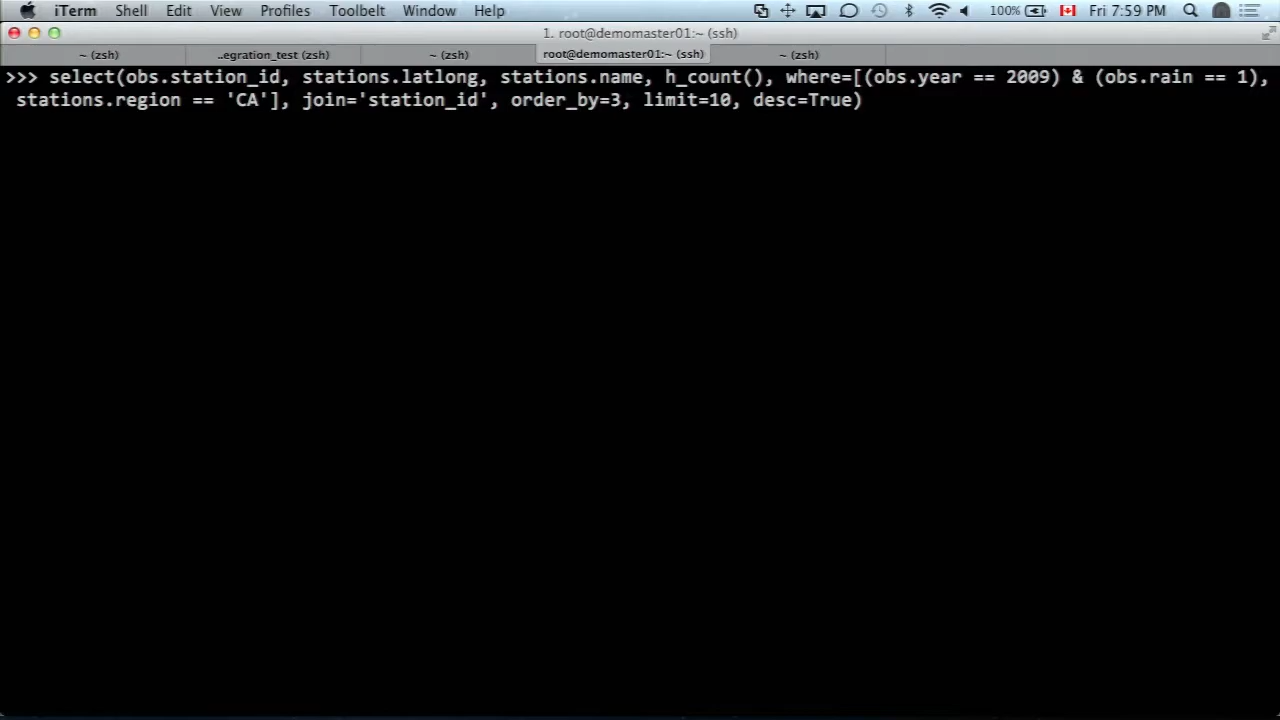 iTerm Shell Edit View Profiles Toolbelt Window Help 100% Fri 7:59 PM
1. root@demomaster01:~ (ssh)
~ (zsh) ..egration_test (zsh) ~ (zsh) root@demomaster01:~ (ssh) ~ (zsh)
>>> select(obs.station_id, stations.latlong, stations.name, h_count(), where=[(obs.year == 2009) & (obs.rain == 1),
stations.region == 'CA'], join='station_id', order_by=3, limit=10, desc=True)